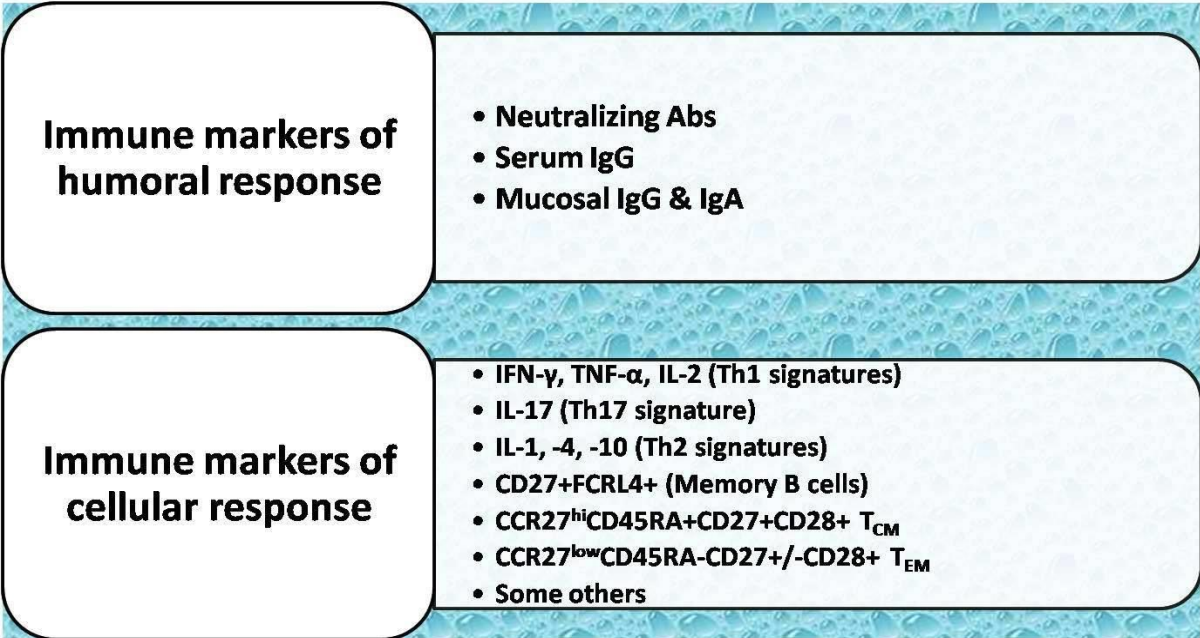 Immune markers of
humoral response
• Neutralizing Abs
• Serum IgG
• Mucosal IgG & IgA
Immune markers of
cellular response
• IFN-γ, TNF-α, IL-2 (Th1 signatures)
• IL-17 (Th17 signature)
• IL-1, -4, -10 (Th2 signatures)
• CD27+FCRL4+ (Memory B cells)
• CCR27hiCD45RA+CD27+CD28+ TCM
• CCR27lowCD45RA-CD27+/-CD28+ TEM
• Some others